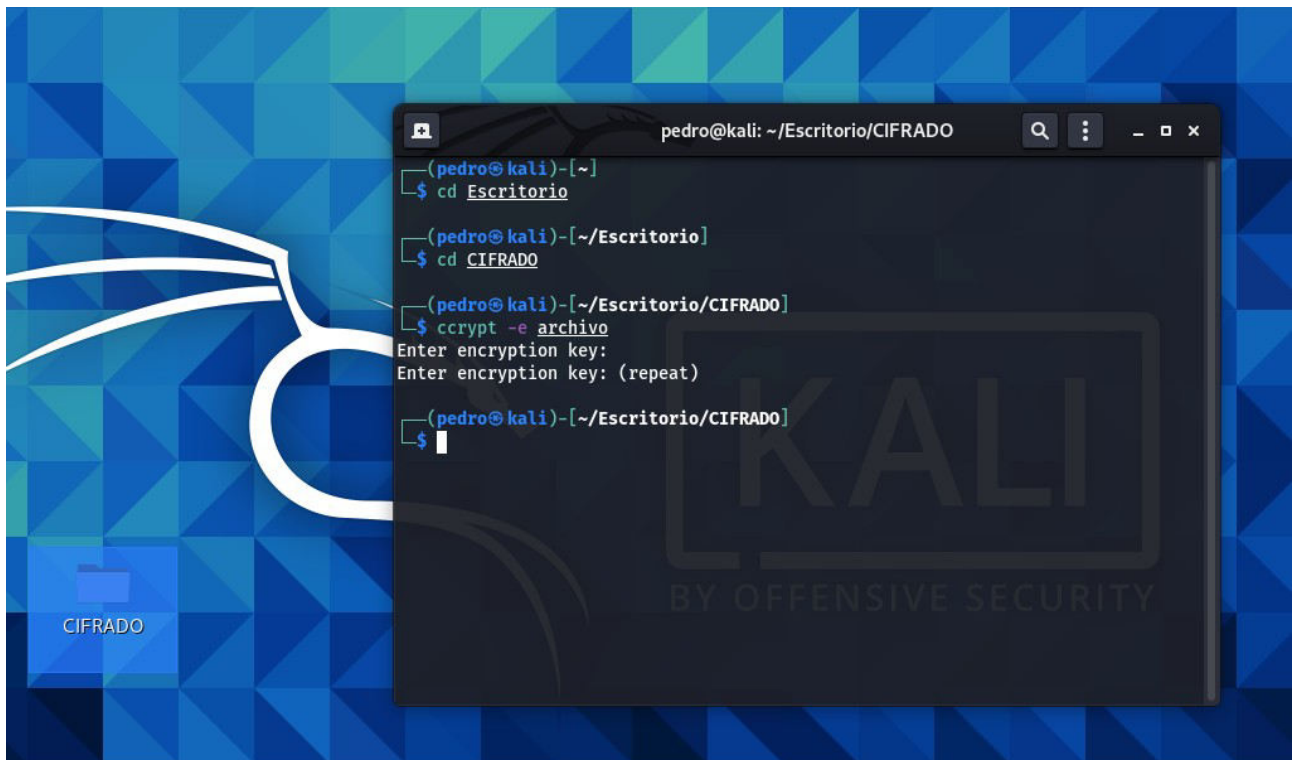 pedro@kali: ~/Escritorio/CIFRADO
┌──(pedro㉿kali)-[~]
└─$ cd Escritorio
┌──(pedro㉿kali)-[~/Escritorio]
└─$ cd CIFRADO
┌──(pedro㉿kali)-[~/Escritorio/CIFRADO]
└─$ ccrypt -e archivo
Enter encryption key:
Enter encryption key: (repeat)
┌──(pedro㉿kali)-[~/Escritorio/CIFRADO]
└─$
KALI
BY OFFENSIVE SECURITY
CIFRADO